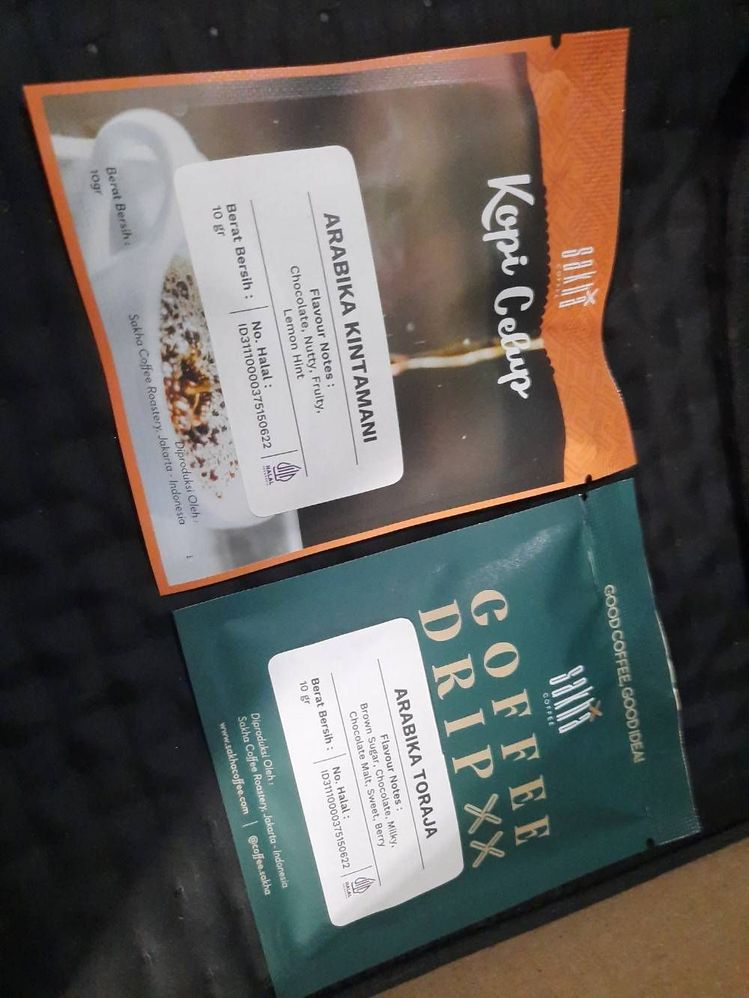 SAKHA
COFFEE
Kopi Celup
ARABIKA KINTAMANI
Flavour Notes :
Chocolate, Nutty, Fruity,
Lemon Hint
Berat Bersih :
10 gr
No. Halal :
ID31110000375150622
HALAL
Berat Bersih :
10gr
Diproduksi Oleh :
Sakha Coffee Roastery, Jakarta - Indonesia
GOOD COFFEE, GOOD IDEA!
SAKHA
COFFEE
COFFEE
DRIP
ARABIKA TORAJA
Flavour Notes :
Brown Sugar, Chocolate, Milky,
Chocolate Malt, Sweet, Berry
Berat Bersih :
10 gr
No. Halal :
ID31110000375150622
HALAL
Diproduksi Oleh :
Sakha Coffee Roastery, Jakarta - Indonesia
www.sakhacoffee.com | @coffee.sakha